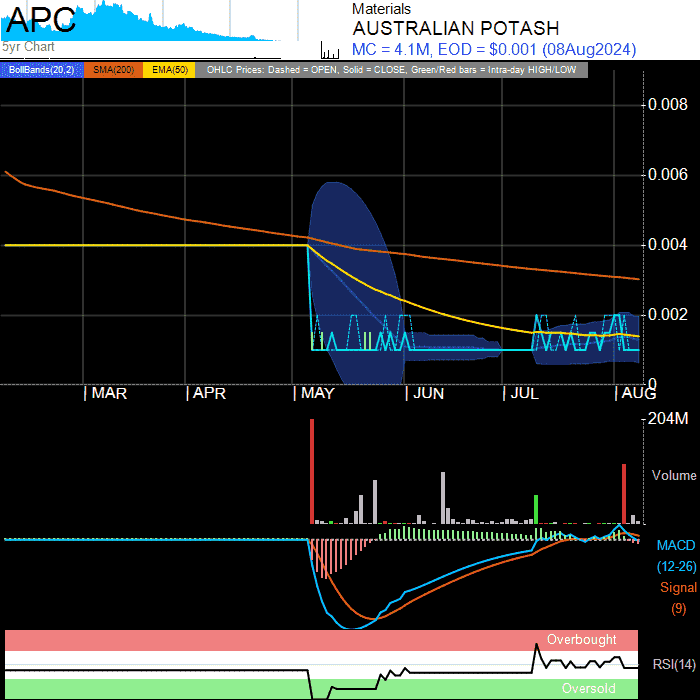 APC
Materials
AUSTRALIAN POTASH
5yr Chart
MC = 4.1M, EOD = $0.001 (08Aug2024)
BollBands(20,2) SMA(200) EMA(50) OHLC Prices: Dashed = OPEN, Solid = CLOSE, Green/Red bars = Intra-day HIGH/LOW
0.008
0.006
0.004
0.002
0
MAR APR MAY JUN JUL AUG
204M
Volume
MACD
(12-26)
Signal
(9)
Overbought
RSI(14)
Oversold